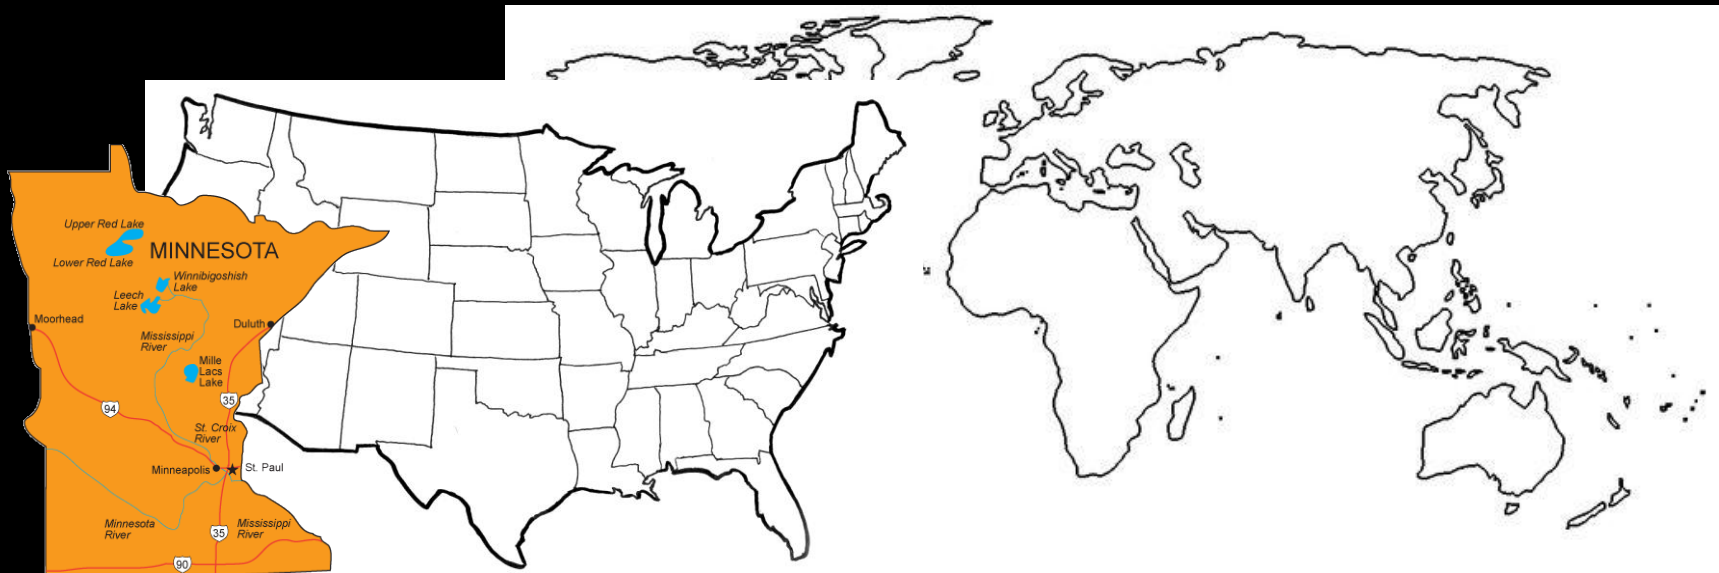 Upper Red Lake
MINNESOTA
Lower Red Lake
Winnibigoshish
Lake
Leech
Lake
Moorhead
Duluth
Mississippi
River
Mille
Lacs
Lake
35
94
St. Croix
River
Minneapolis
St. Paul
Minnesota
River
35
Mississippi
River
90